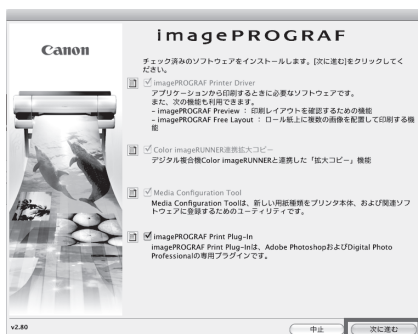 Canon
imagePROGRAF
チェック済みのソフトウェアをインストールします。[次に進む]をクリックしてく
ださい。
imagePROGRAF Printer Driver
アプリケーションから印刷するときに必要なソフトウェアです。
また、次の機能も利用できます。
– imagePROGRAF Preview ： 印刷レイアウトを確認するための機能
– imagePROGRAF Free Layout ： ロール紙上に複数の画像を配置して印刷する機
能
Color imageRUNNER連携拡大コピー
デジタル複合機Color imageRUNNERと連携した「拡大コピー」機能
Media Configuration Tool
Media Configuration Toolは、新しい用紙種類をプリンタ本体、および関連ソフ
トウェアに登録するためのユーティリティです。
imagePROGRAF Print Plug-In
imagePROGRAF Print Plug-Inは、Adobe PhotoshopおよびDigital Photo
Professionalの専用プラグインです。
v2.80
中止
次に進む